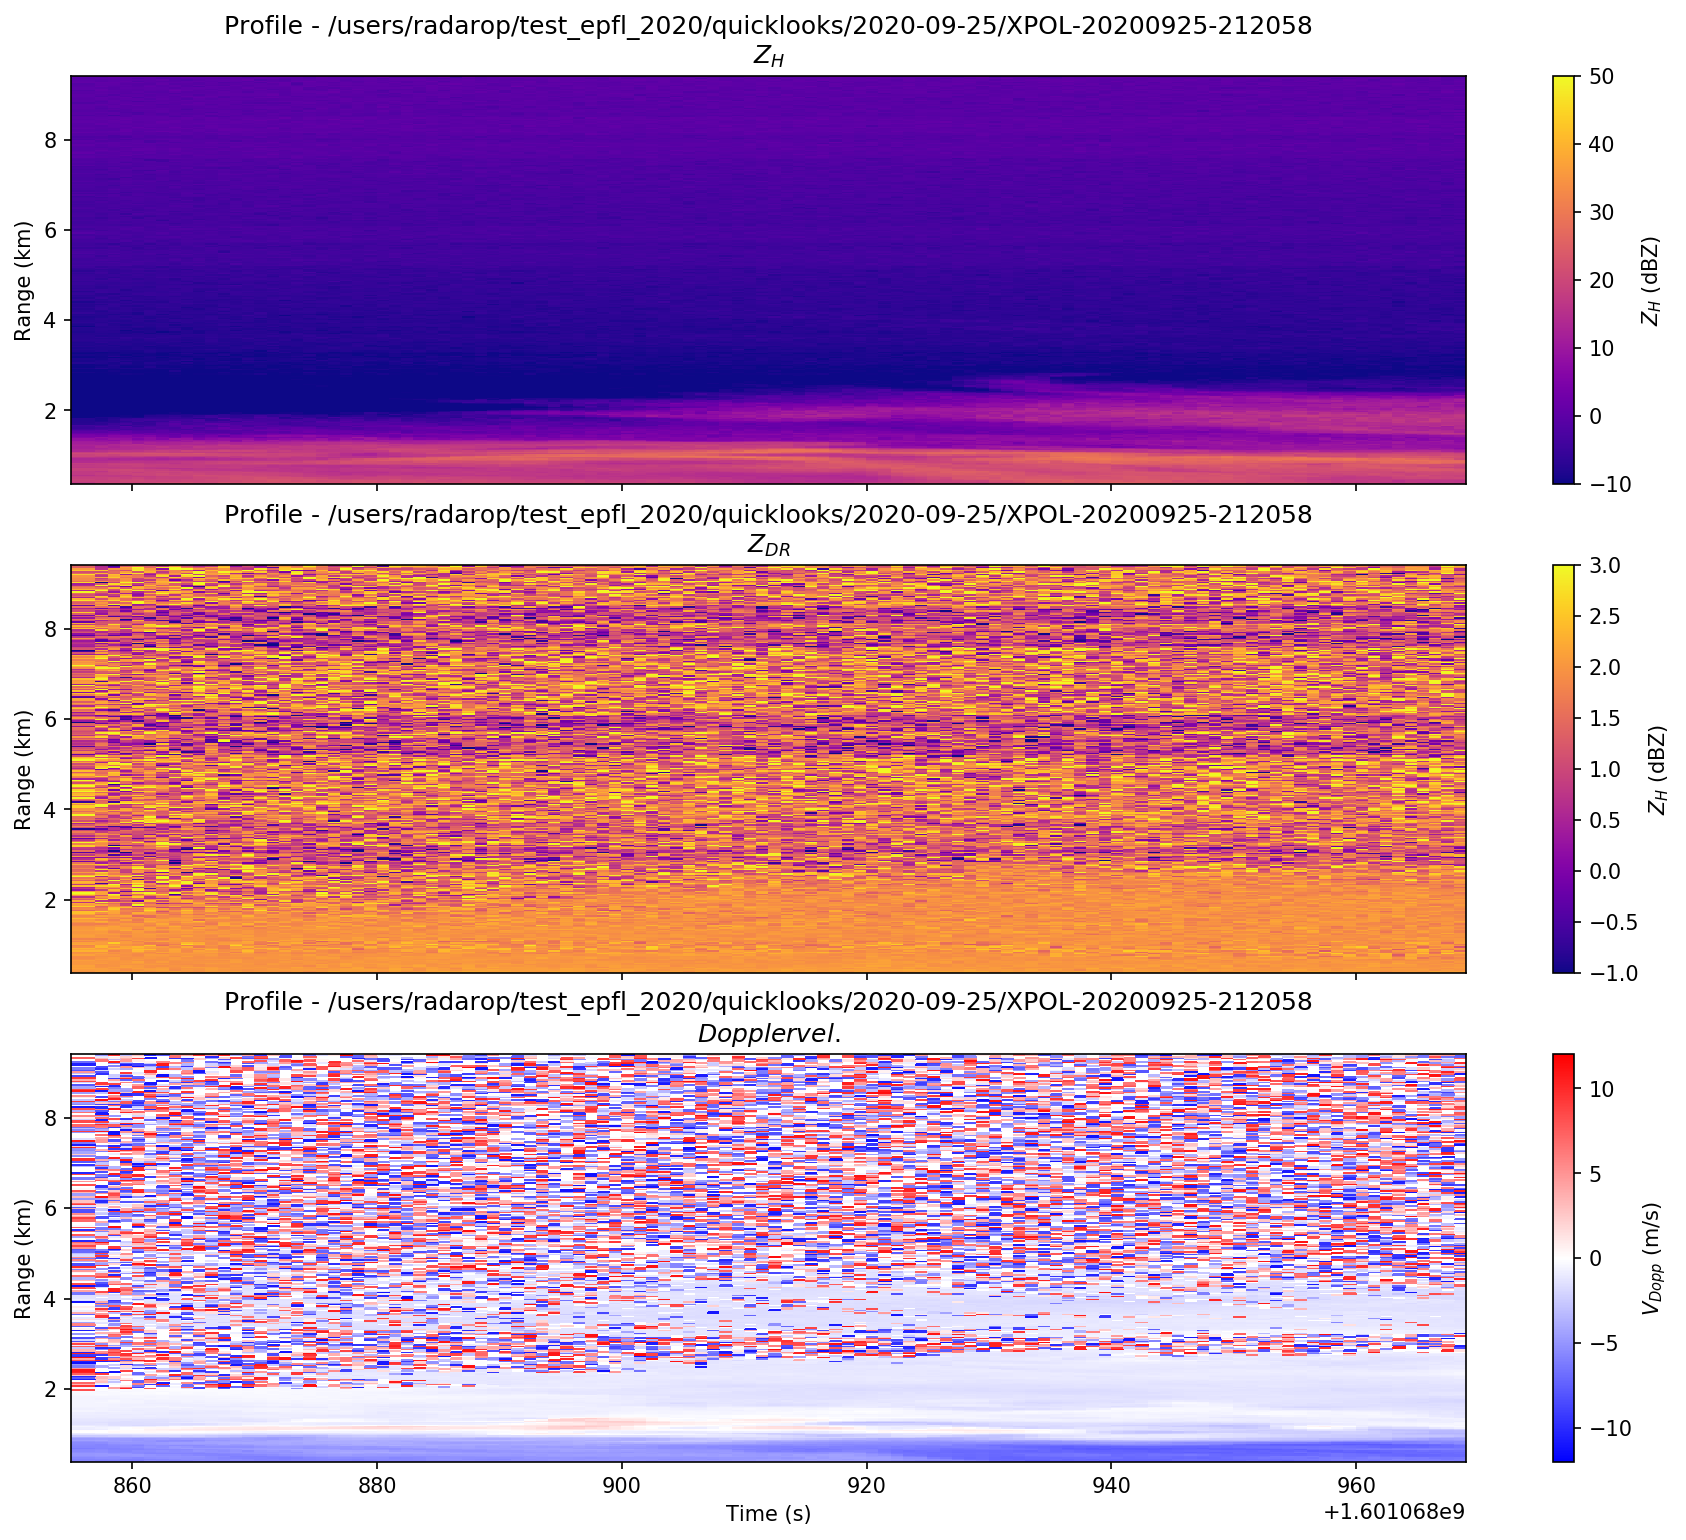 Profile - /users/radarop/test_epfl_2020/quicklooks/2020-09-25/XPOL-20200925-212058
Z_H
8
6
4
2
Range (km)
50
40
30
20
10
0
−10
Z_H (dBZ)
Profile - /users/radarop/test_epfl_2020/quicklooks/2020-09-25/XPOL-20200925-212058
Z_DR
8
6
4
2
Range (km)
3.0
2.5
2.0
1.5
1.0
0.5
0.0
−0.5
−1.0
Z_H (dBZ)
Profile - /users/radarop/test_epfl_2020/quicklooks/2020-09-25/XPOL-20200925-212058
Dopplervel.
8
6
4
2
Range (km)
10
5
0
−5
−10
V_Dopp (m/s)
860 880 900 920 940 960
Time (s)
+1.601068e9